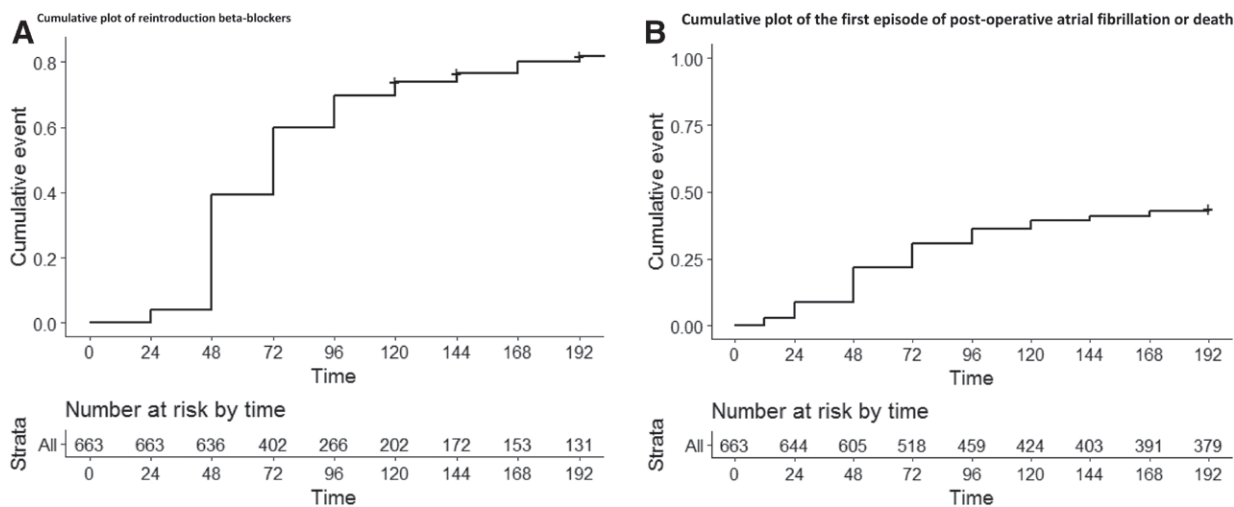 A
Cumulative plot of reintroduction beta-blockers
Cumulative event
0.8
0.6
0.4
0.2
0.0
0 24 48 72 96 120 144 168 192
Time
Number at risk by time
Strata
All 663 663 636 402 266 202 172 153 131
0 24 48 72 96 120 144 168 192
Time
B
Cumulative plot of the first episode of post-operative atrial fibrillation or death
Cumulative event
1.00
0.75
0.50
0.25
0.00
0 24 48 72 96 120 144 168 192
Time
Number at risk by time
Strata
All 663 644 605 518 459 424 403 391 379
0 24 48 72 96 120 144 168 192
Time